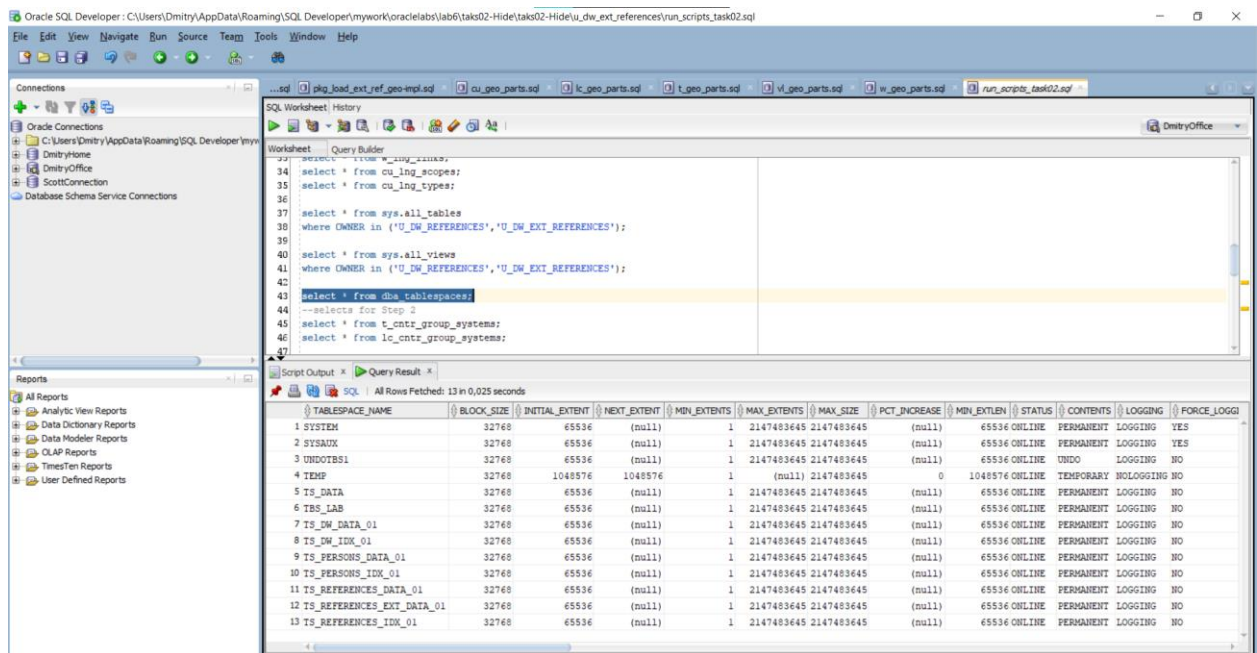 Oracle SQL Developer : C:\Users\Dmitry\AppData\Roaming\SQL Developer\mywork\oraclelabs\lab6\taks02-Hide\taks02-Hide\u_dw_ext_references\run_scripts_task02.sql
File Edit View Navigate Run Source Team Tools Window Help
Connections
Oracle Connections
C:\Users\Dmitry\AppData\Roaming\SQL Developer\myw
DmitryHome
DmitryOffice
ScottConnection
Database Schema Service Connections
Reports
All Reports
Analytic View Reports
Data Dictionary Reports
Data Modeler Reports
OLAP Reports
TimesTen Reports
User Defined Reports
...sql pkg_load_ext_ref_geo-impl.sql cu_geo_parts.sql lc_geo_parts.sql t_geo_parts.sql vl_geo_parts.sql w_geo_parts.sql run_scripts_task02.sql
SQL Worksheet History
DmitryOffice
Worksheet Query Builder
33 select * from w_lng_links;
34 select * from cu_lng_scopes;
35 select * from cu_lng_types;
36
37 select * from sys.all_tables
38 where OWNER in ('U_DW_REFERENCES','U_DW_EXT_REFERENCES');
39
40 select * from sys.all_views
41 where OWNER in ('U_DW_REFERENCES','U_DW_EXT_REFERENCES');
42
43 select * from dba_tablespaces;
44 --selects for Step 2
45 select * from t_cntr_group_systems;
46 select * from lc_cntr_group_systems;
47
Script Output x Query Result x
SQL | All Rows Fetched: 13 in 0,025 seconds
TABLESPACE_NAME BLOCK_SIZE INITIAL_EXTENT NEXT_EXTENT MIN_EXTENTS MAX_EXTENTS MAX_SIZE PCT_INCREASE MIN_EXTLEN STATUS CONTENTS LOGGING FORCE_LOGGI
1 SYSTEM 32768 65536 (null) 1 2147483645 2147483645 (null) 65536 ONLINE PERMANENT LOGGING YES
2 SYSAUX 32768 65536 (null) 1 2147483645 2147483645 (null) 65536 ONLINE PERMANENT LOGGING YES
3 UNDOTBS1 32768 65536 (null) 1 2147483645 2147483645 (null) 65536 ONLINE UNDO LOGGING NO
4 TEMP 32768 1048576 1048576 1 (null) 2147483645 0 1048576 ONLINE TEMPORARY NOLOGGING NO
5 TS_DATA 32768 65536 (null) 1 2147483645 2147483645 (null) 65536 ONLINE PERMANENT LOGGING NO
6 TBS_LAB 32768 65536 (null) 1 2147483645 2147483645 (null) 65536 ONLINE PERMANENT LOGGING NO
7 TS_DW_DATA_01 32768 65536 (null) 1 2147483645 2147483645 (null) 65536 ONLINE PERMANENT LOGGING NO
8 TS_DW_IDX_01 32768 65536 (null) 1 2147483645 2147483645 (null) 65536 ONLINE PERMANENT LOGGING NO
9 TS_PERSONS_DATA_01 32768 65536 (null) 1 2147483645 2147483645 (null) 65536 ONLINE PERMANENT LOGGING NO
10 TS_PERSONS_IDX_01 32768 65536 (null) 1 2147483645 2147483645 (null) 65536 ONLINE PERMANENT LOGGING NO
11 TS_REFERENCES_DATA_01 32768 65536 (null) 1 2147483645 2147483645 (null) 65536 ONLINE PERMANENT LOGGING NO
12 TS_REFERENCES_EXT_DATA_01 32768 65536 (null) 1 2147483645 2147483645 (null) 65536 ONLINE PERMANENT LOGGING NO
13 TS_REFERENCES_IDX_01 32768 65536 (null) 1 2147483645 2147483645 (null) 65536 ONLINE PERMANENT LOGGING NO